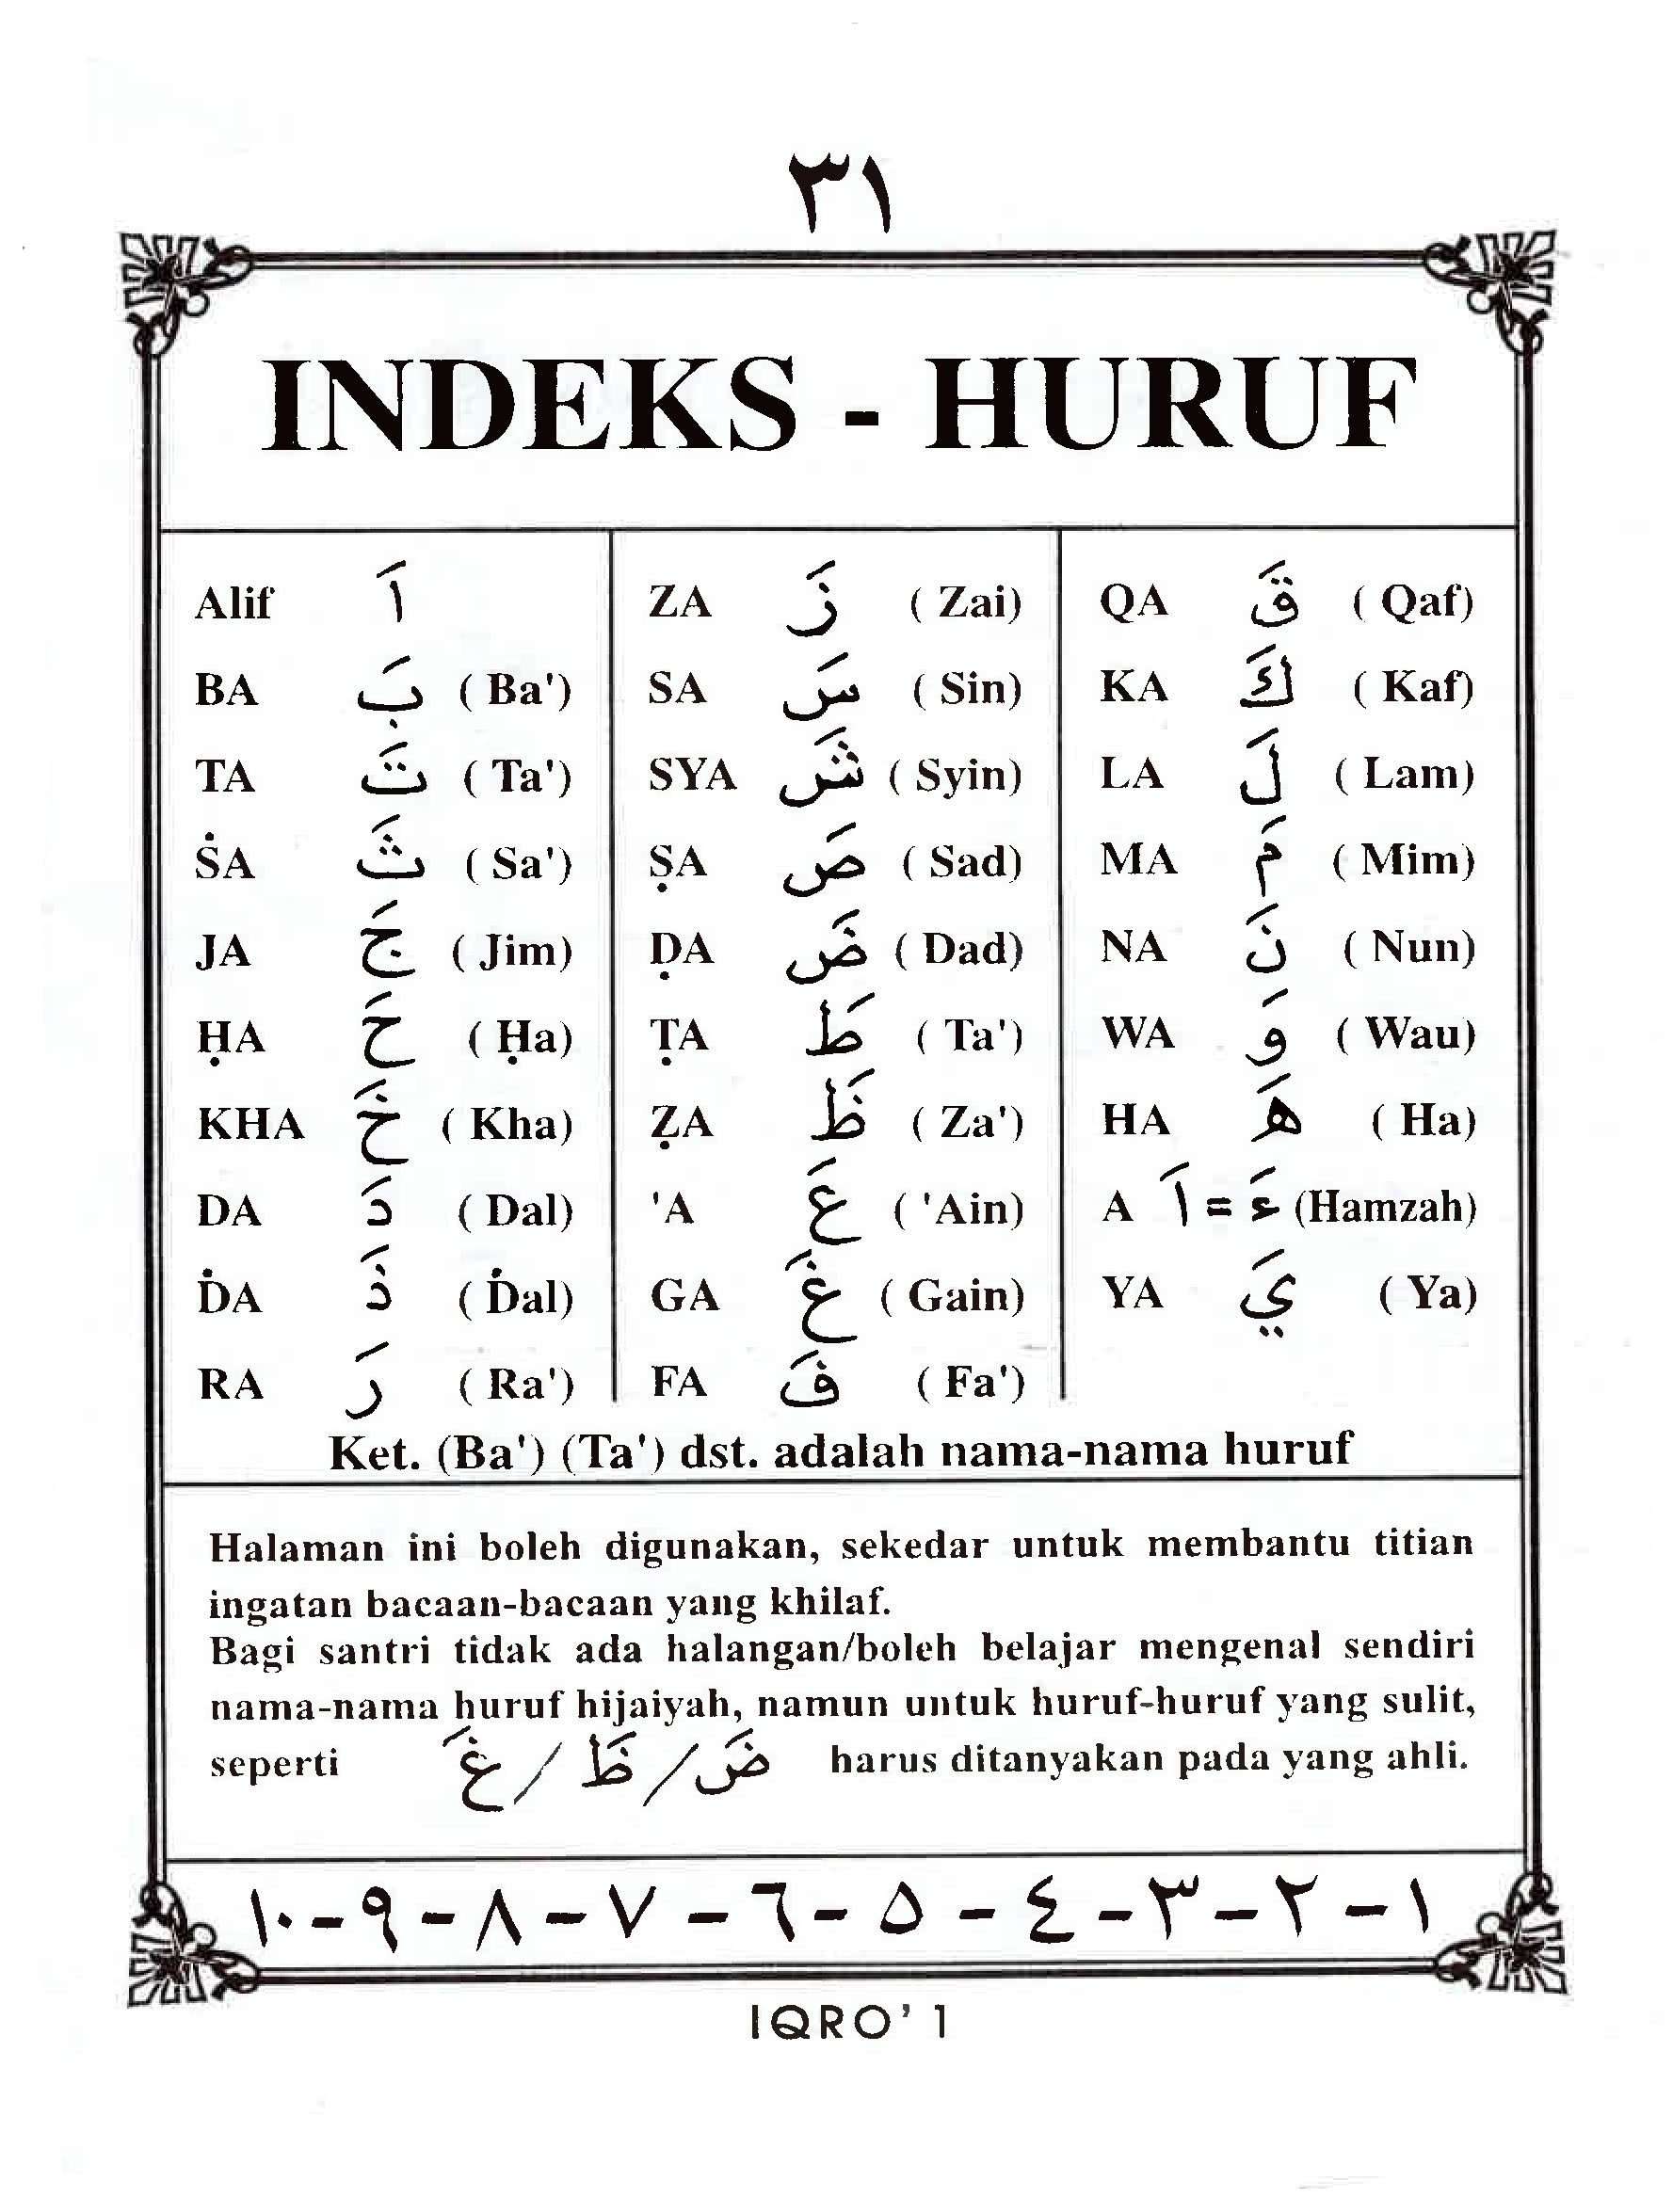 ٣١
INDEKS - HURUF
Alif اَ
BA بَ ( Ba')
TA تَ ( Ta')
ṠA ثَ ( Sa')
JA جَ ( Jim)
ḤA حَ ( Ḥa)
KHA خَ ( Kha)
DA دَ ( Dal)
ḊA ذَ ( Ḋal)
RA رَ ( Ra')
ZA زَ ( Zai)
SA سَ ( Sin)
SYA شَ ( Syin)
ṢA صَ ( Sad)
ḌA ضَ ( Dad)
ṬA طَ ( Ta')
ẒA ظَ ( Za')
'A عَ ( 'Ain)
GA غَ ( Gain)
FA فَ ( Fa')
QA قَ ( Qaf)
KA كَ ( Kaf)
LA لَ ( Lam)
MA مَ ( Mim)
NA نَ ( Nun)
WA وَ ( Wau)
HA هَ ( Ha)
A اَ = ءَ (Hamzah)
YA يَ ( Ya)
Ket. (Ba') (Ta') dst. adalah nama-nama huruf
Halaman ini boleh digunakan, sekedar untuk membantu titian
ingatan bacaan-bacaan yang khilaf.
Bagi santri tidak ada halangan/boleh belajar mengenal sendiri
nama-nama huruf hijaiyah, namun untuk huruf-huruf yang sulit,
seperti ضَ / ظَ / غَ harus ditanyakan pada yang ahli.
١ - ٢ - ٣ - ٤ - ٥ - ٦ - ٧ - ٨ - ٩ - ١٠
IQRO' 1